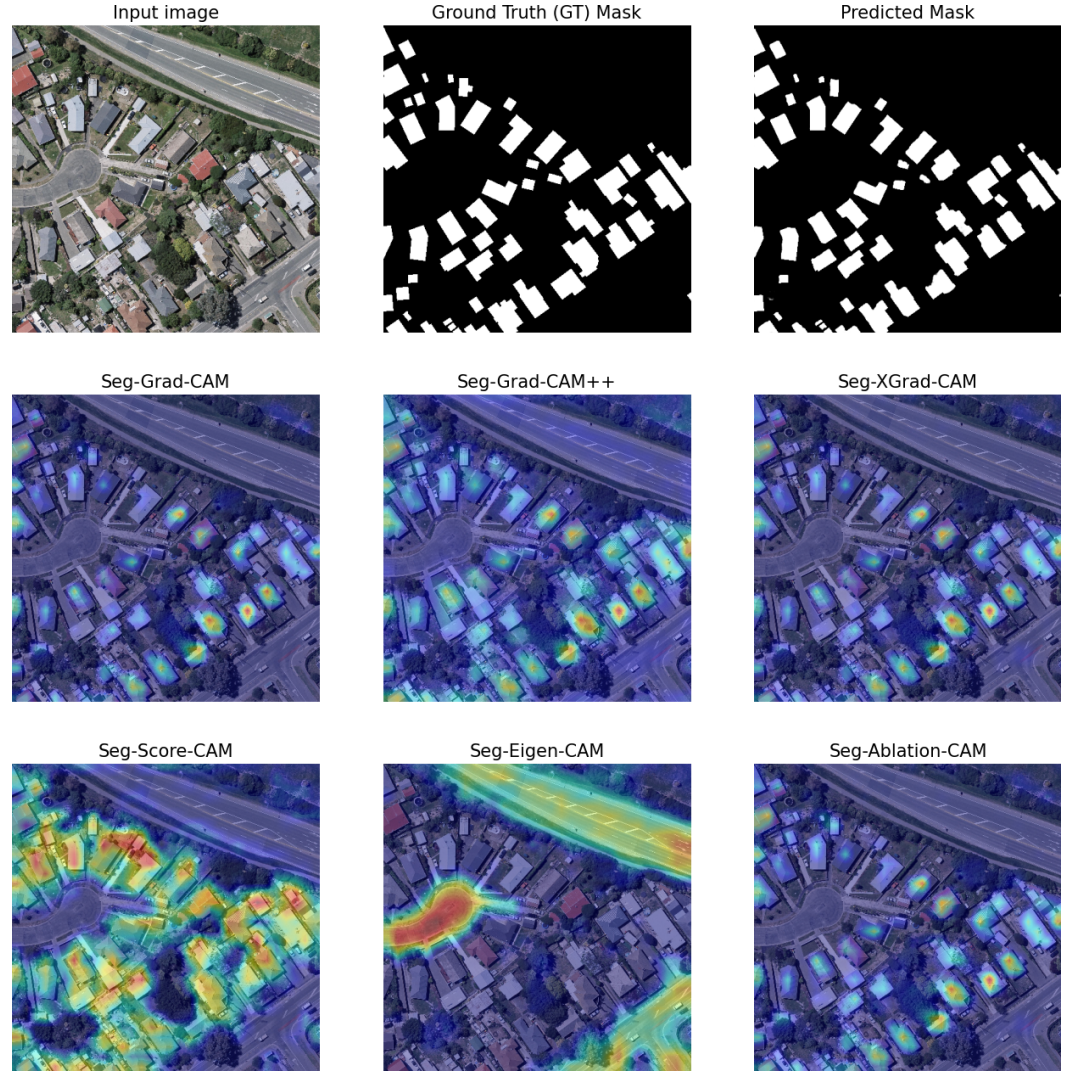 Input image
Ground Truth (GT) Mask
Predicted Mask
Seg-Grad-CAM
Seg-Grad-CAM++
Seg-XGrad-CAM
Seg-Score-CAM
Seg-Eigen-CAM
Seg-Ablation-CAM